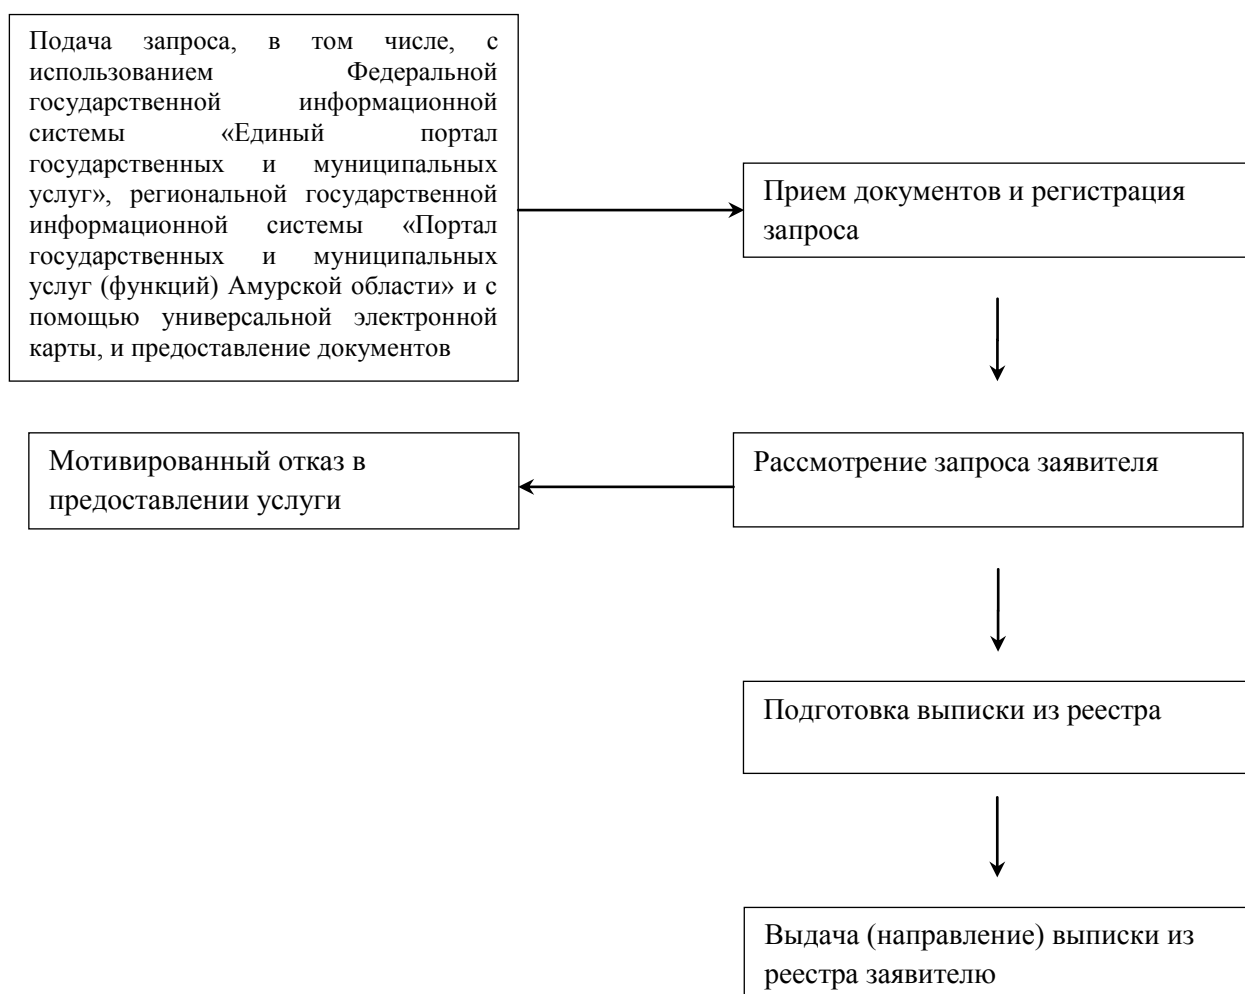 Подача запроса, в том числе, с
использованием Федеральной
государственной информационной
системы «Единый портал
государственных и муниципальных
услуг», региональной государственной
информационной системы «Портал
государственных и муниципальных
услуг (функций) Амурской области» и с
помощью универсальной электронной
карты, и предоставление документов
Прием документов и регистрация
запроса
Рассмотрение запроса заявителя
Мотивированный отказ в
предоставлении услуги
Подготовка выписки из реестра
Выдача (направление) выписки из
реестра заявителю